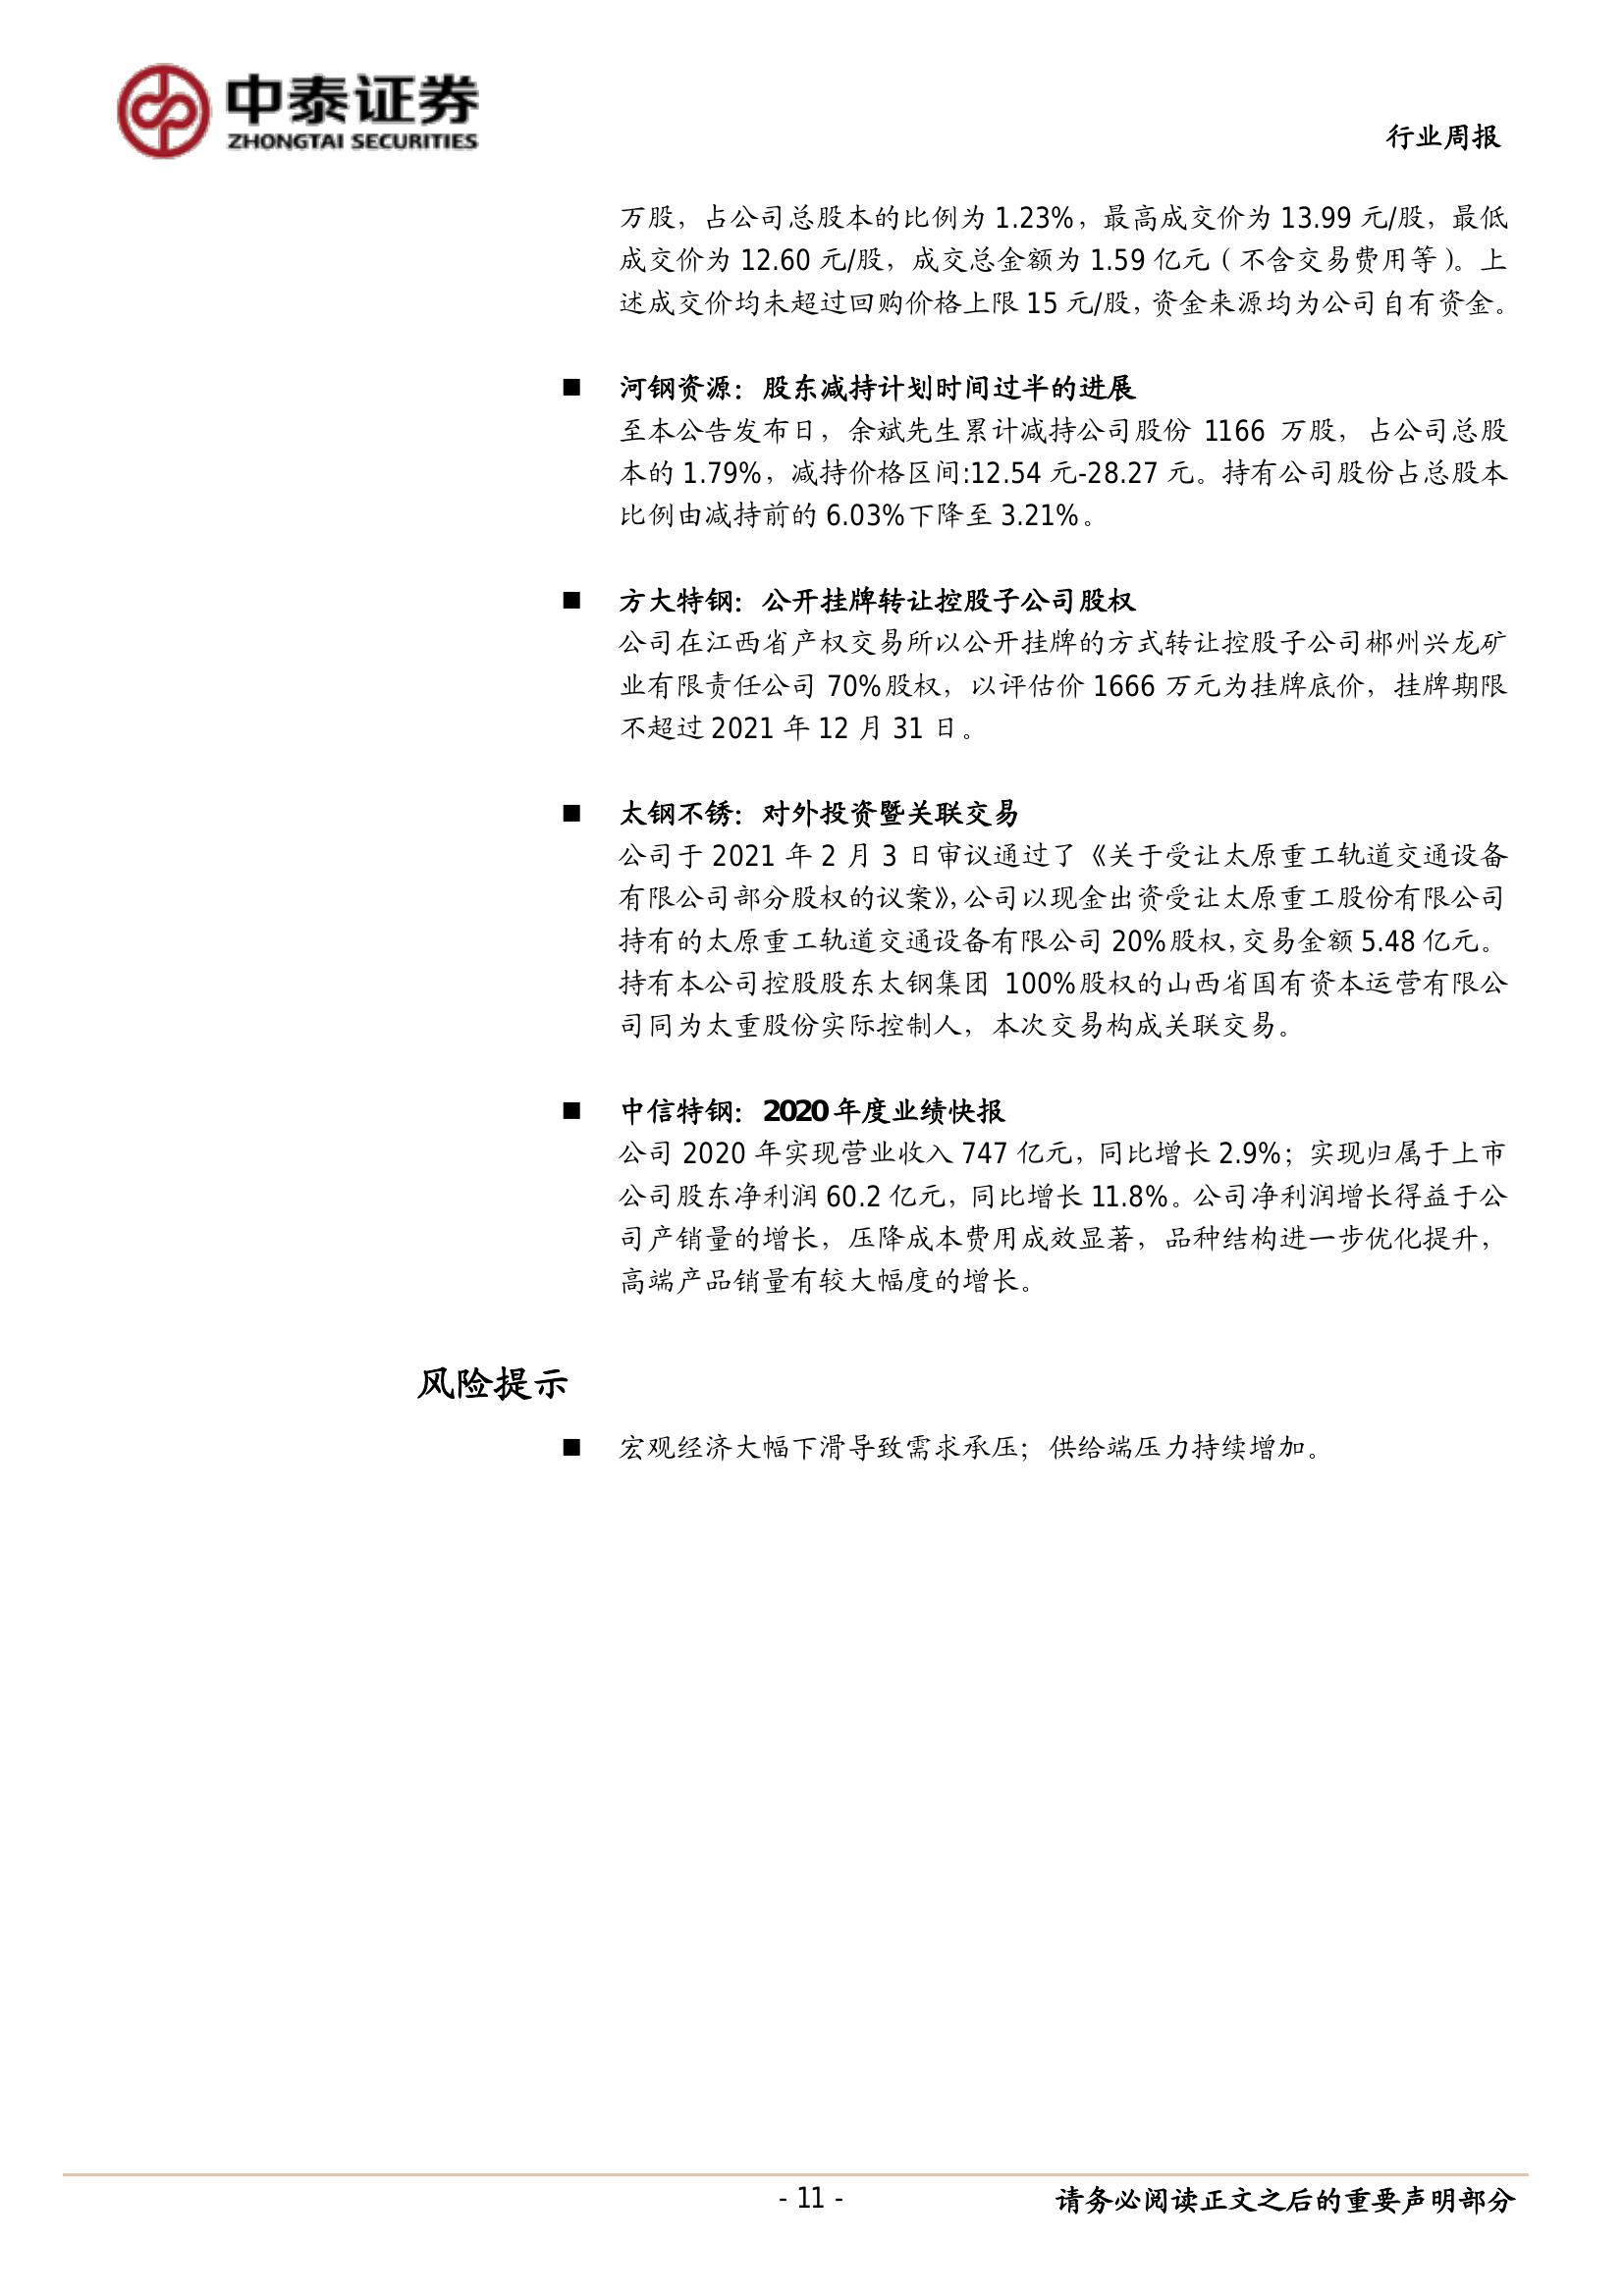 中泰证券
ZHONGTAI SECURITIES
行业周报
万股，占公司总股本的比例为 1.23%，最高成交价为 13.99 元/股，最低
成交价为 12.60 元/股，成交总金额为 1.59 亿元（不含交易费用等）。上
述成交价均未超过回购价格上限 15 元/股，资金来源均为公司自有资金。
■ 河钢资源：股东减持计划时间过半的进展
至本公告发布日，余斌先生累计减持公司股份 1166 万股，占公司总股
本的 1.79%，减持价格区间:12.54 元-28.27 元。持有公司股份占总股本
比例由减持前的 6.03%下降至 3.21%。
■ 方大特钢：公开挂牌转让控股子公司股权
公司在江西省产权交易所以公开挂牌的方式转让控股子公司郴州兴龙矿
业有限责任公司 70%股权，以评估价 1666 万元为挂牌底价，挂牌期限
不超过 2021 年 12 月 31 日。
■ 太钢不锈：对外投资暨关联交易
公司于 2021 年 2 月 3 日审议通过了《关于受让太原重工轨道交通设备
有限公司部分股权的议案》，公司以现金出资受让太原重工股份有限公司
持有的太原重工轨道交通设备有限公司 20%股权，交易金额 5.48 亿元。
持有本公司控股股东太钢集团 100%股权的山西省国有资本运营有限公
司同为太重股份实际控制人，本次交易构成关联交易。
■ 中信特钢：2020 年度业绩快报
公司 2020 年实现营业收入 747 亿元，同比增长 2.9%；实现归属于上市
公司股东净利润 60.2 亿元，同比增长 11.8%。公司净利润增长得益于公
司产销量的增长，压降成本费用成效显著，品种结构进一步优化提升，
高端产品销量有较大幅度的增长。
风险提示
■ 宏观经济大幅下滑导致需求承压；供给端压力持续增加。
- 11 -
请务必阅读正文之后的重要声明部分